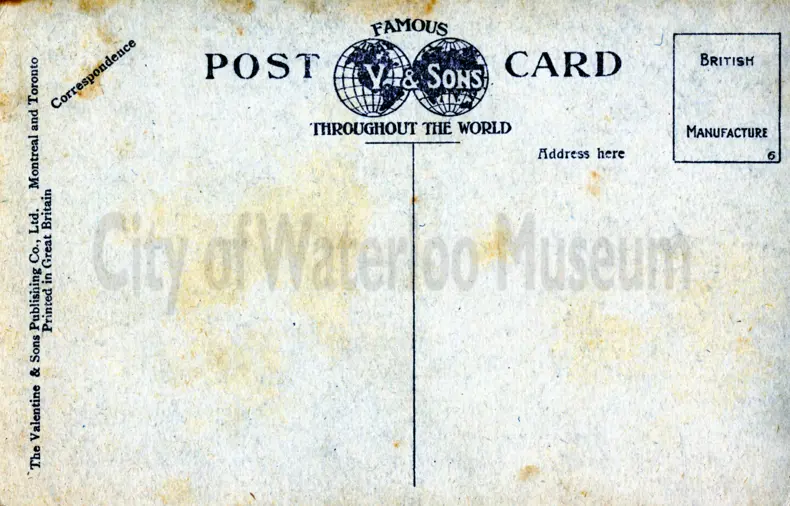 FAMOUS
POST V. & SONS CARD
THROUGHOUT THE WORLD
Correspondence
Address here
BRITISH
MANUFACTURE
6
The Valentine & Sons Publishing Co., Ltd. Montreal and Toronto
Printed in Great Britain
City of Waterloo Museum